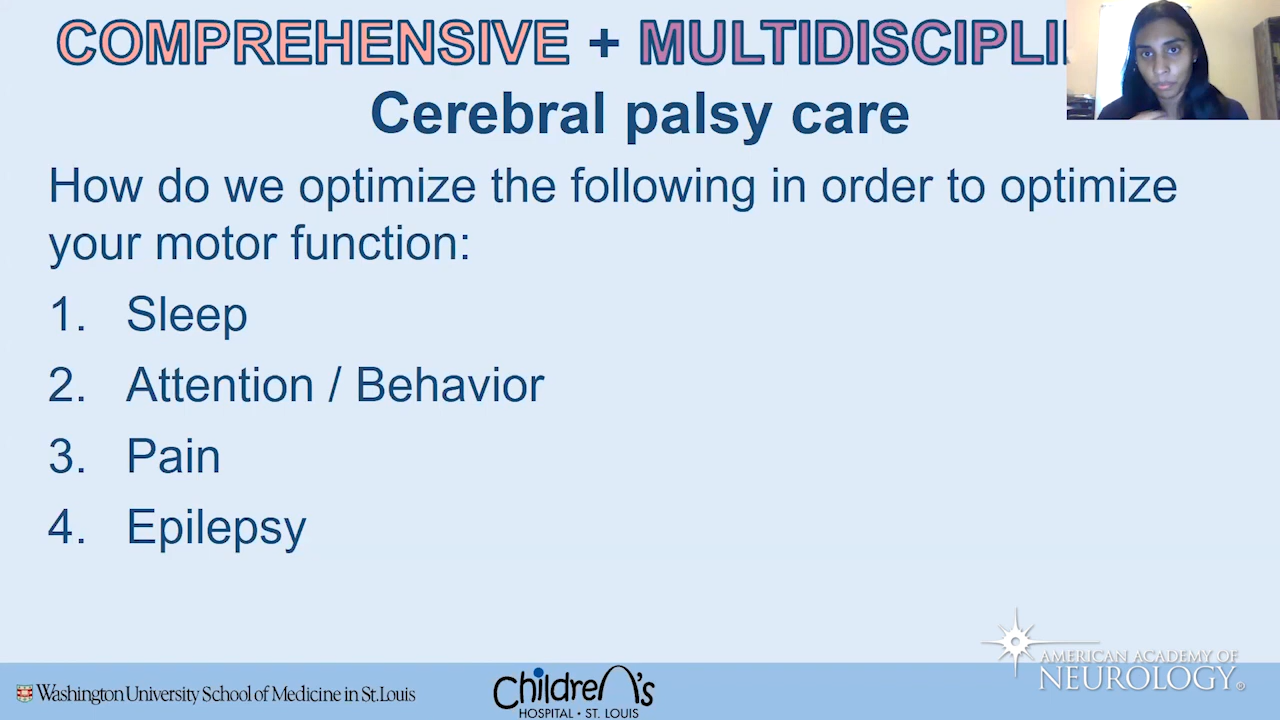 COMPREHENSIVE + MULTIDISCIPLI
Cerebral palsy care
How do we optimize the following in order to optimize
your motor function:
1. Sleep
2. Attention / Behavior
3. Pain
4. Epilepsy
AMERICAN ACADEMY OF
NEUROLOGY®
Washington University School of Medicine in St. Louis
ChildreN's
HOSPITAL • ST. LOUIS